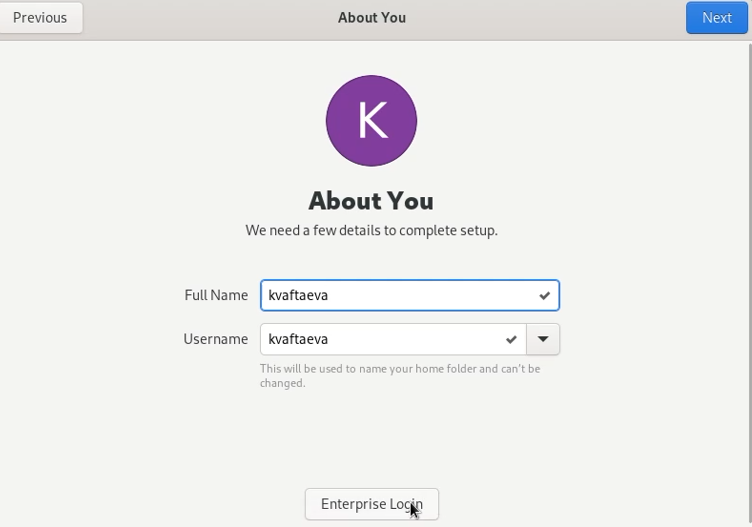 Previous
About You
Next
K
About You
We need a few details to complete setup.
Full Name
kvaftaeva
Username
kvaftaeva
This will be used to name your home folder and can't be
changed.
Enterprise Login